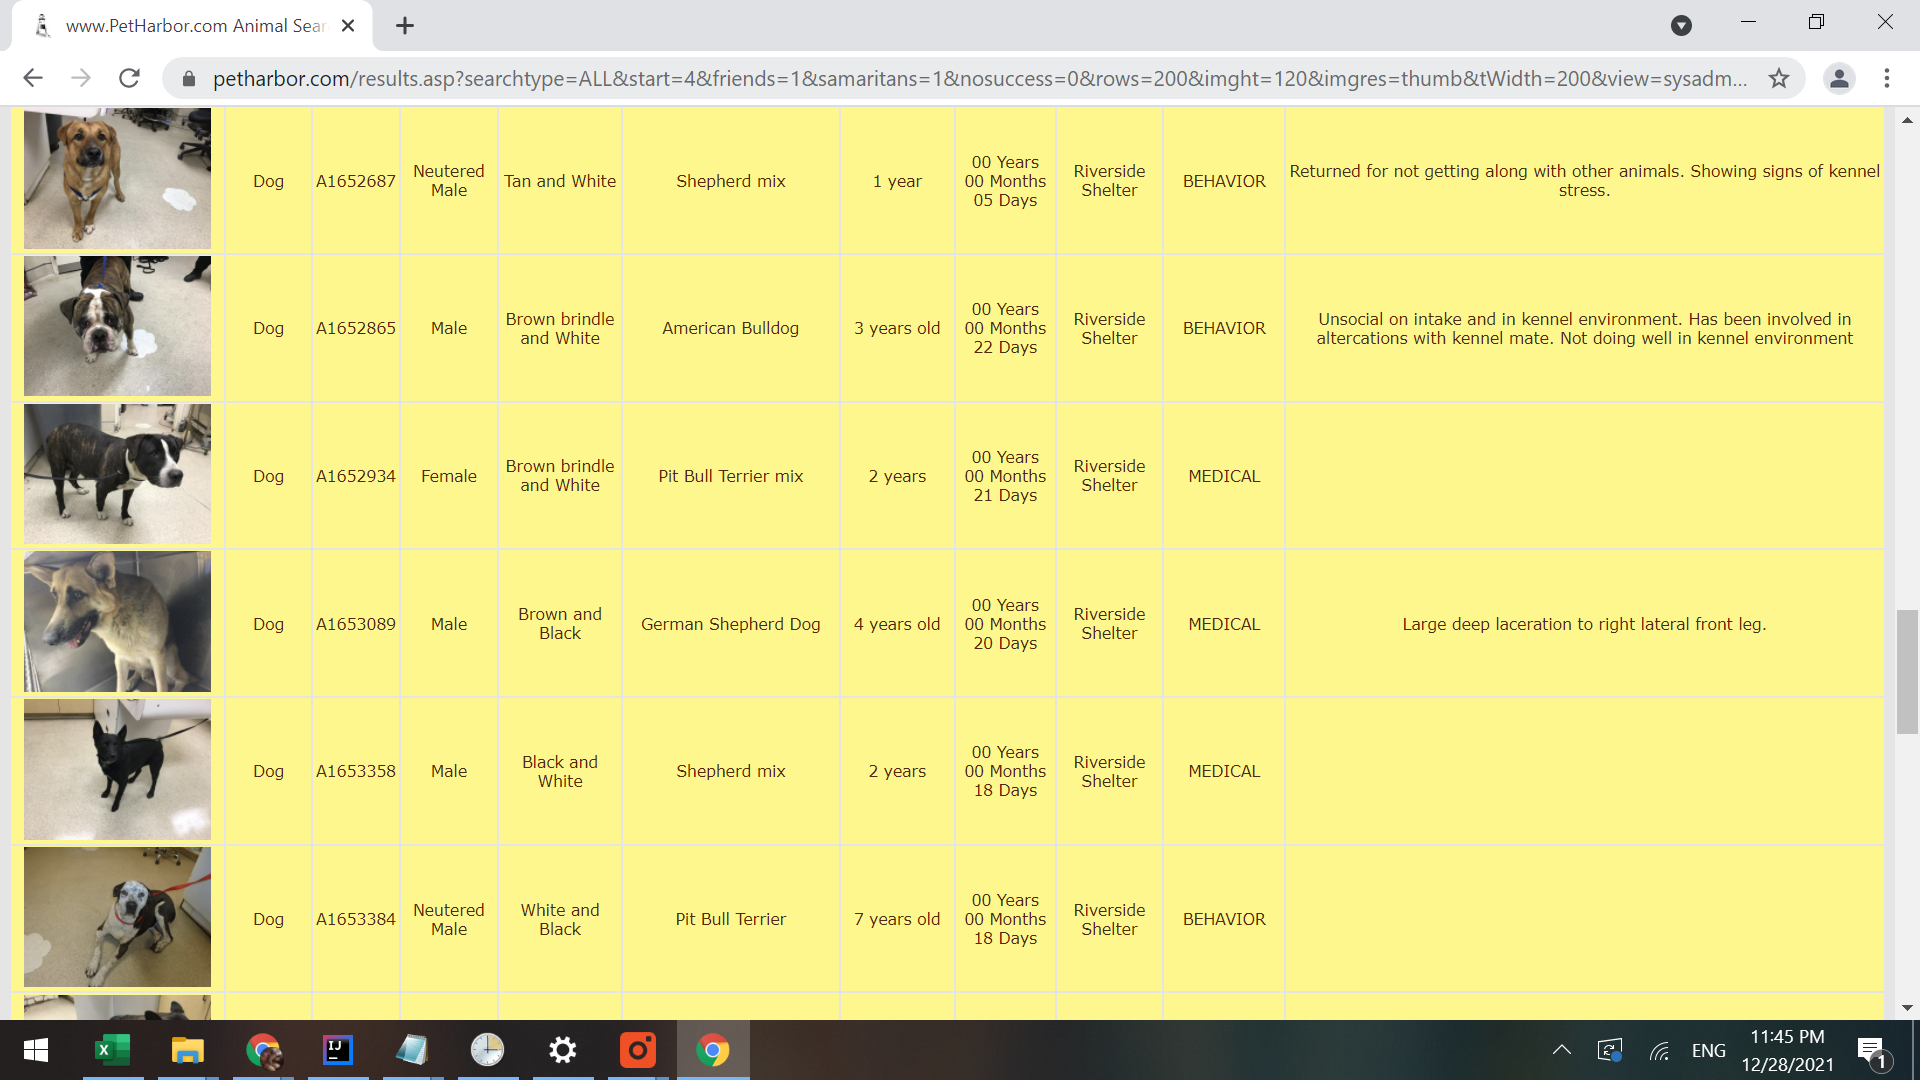 www.PetHarbor.com Animal Sear
petharbor.com/results.asp?searchtype=ALL&start=4&friends=1&samaritans=1&nosuccess=0&rows=200&imght=120&imgres=thumb&tWidth=200&view=sysadm...
Dog A1652687 Neutered Male Tan and White Shepherd mix 1 year 00 Years 00 Months 05 Days Riverside Shelter BEHAVIOR Returned for not getting along with other animals. Showing signs of kennel stress.
Dog A1652865 Male Brown brindle and White American Bulldog 3 years old 00 Years 00 Months 22 Days Riverside Shelter BEHAVIOR Unsocial on intake and in kennel environment. Has been involved in altercations with kennel mate. Not doing well in kennel environment
Dog A1652934 Female Brown brindle and White Pit Bull Terrier mix 2 years 00 Years 00 Months 21 Days Riverside Shelter MEDICAL
Dog A1653089 Male Brown and Black German Shepherd Dog 4 years old 00 Years 00 Months 20 Days Riverside Shelter MEDICAL Large deep laceration to right lateral front leg.
Dog A1653358 Male Black and White Shepherd mix 2 years 00 Years 00 Months 18 Days Riverside Shelter MEDICAL
Dog A1653384 Neutered Male White and Black Pit Bull Terrier 7 years old 00 Years 00 Months 18 Days Riverside Shelter BEHAVIOR
X
IJ
ENG
11:45 PM
12/28/2021
1